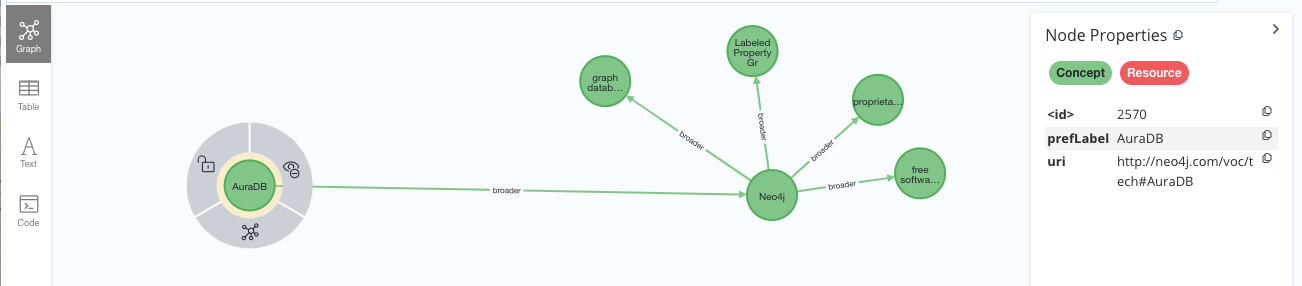 Graph
Table
Text
Code
AuraDB
broader
Neo4j
broader
graph
datab...
broader
Labeled
Property
Gr
broader
proprieta...
broader
free
softwa...
Node Properties
Concept
Resource
<id> 2570
prefLabel AuraDB
uri http://neo4j.com/voc/t
ech#AuraDB